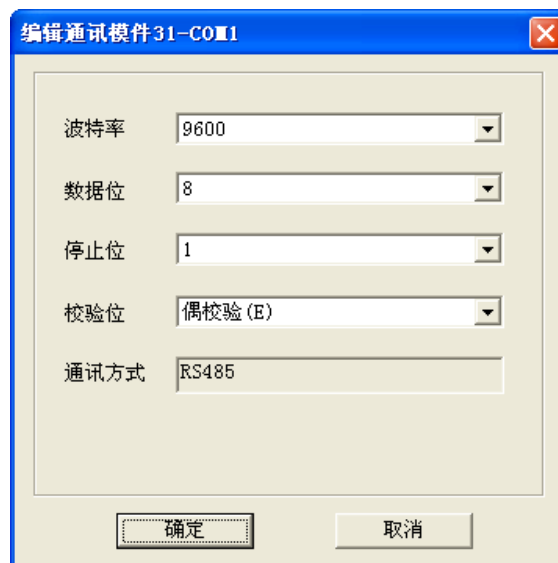 编辑通讯模件31-COM1
波特率 9600
数据位 8
停止位 1
校验位 偶校验(E)
通讯方式 RS485
确定 取消